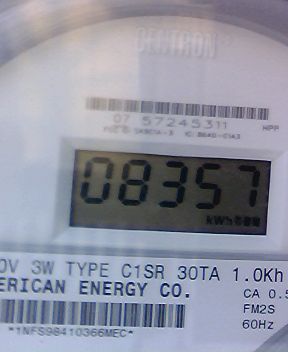 CENTRON
07 57245311
HPP
08357
kWh
0V 3W TYPE C1SR 30TA 1.0Kh
ERICAN ENERGY CO.
CA 0.5
FM2S
*1NFS98410366MEC*
60Hz